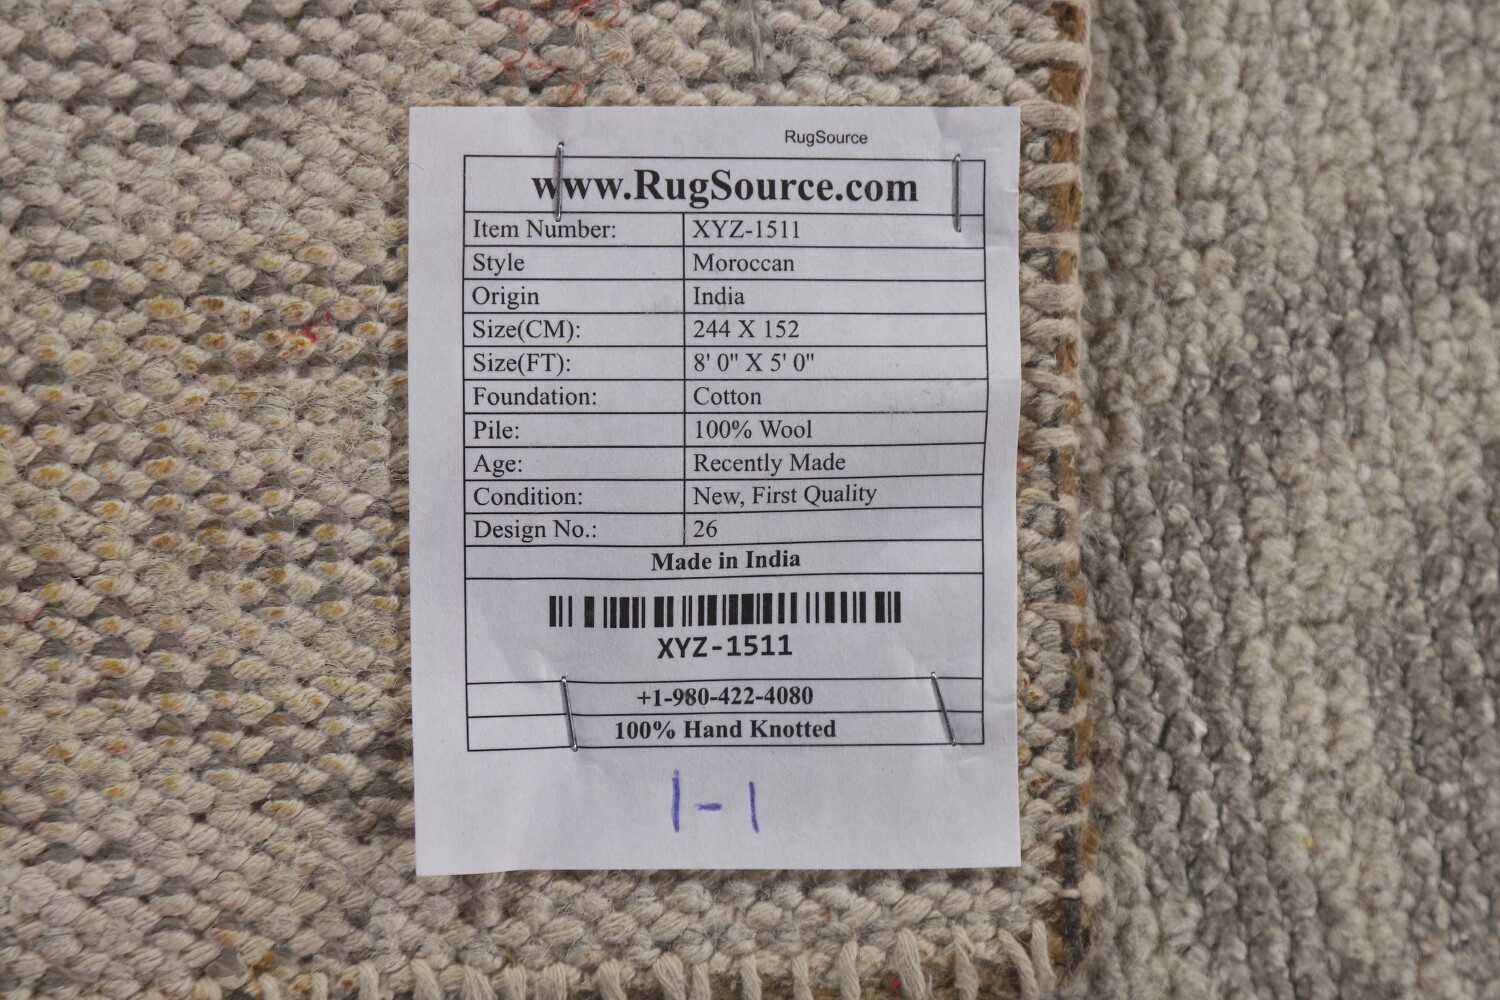 RugSource
www.RugSource.com
Item Number: XYZ-1511
Style Moroccan
Origin India
Size(CM): 244 X 152
Size(FT): 8' 0" X 5' 0"
Foundation: Cotton
Pile: 100% Wool
Age: Recently Made
Condition: New, First Quality
Design No.: 26
Made in India
XYZ-1511
+1-980-422-4080
100% Hand Knotted
1-1